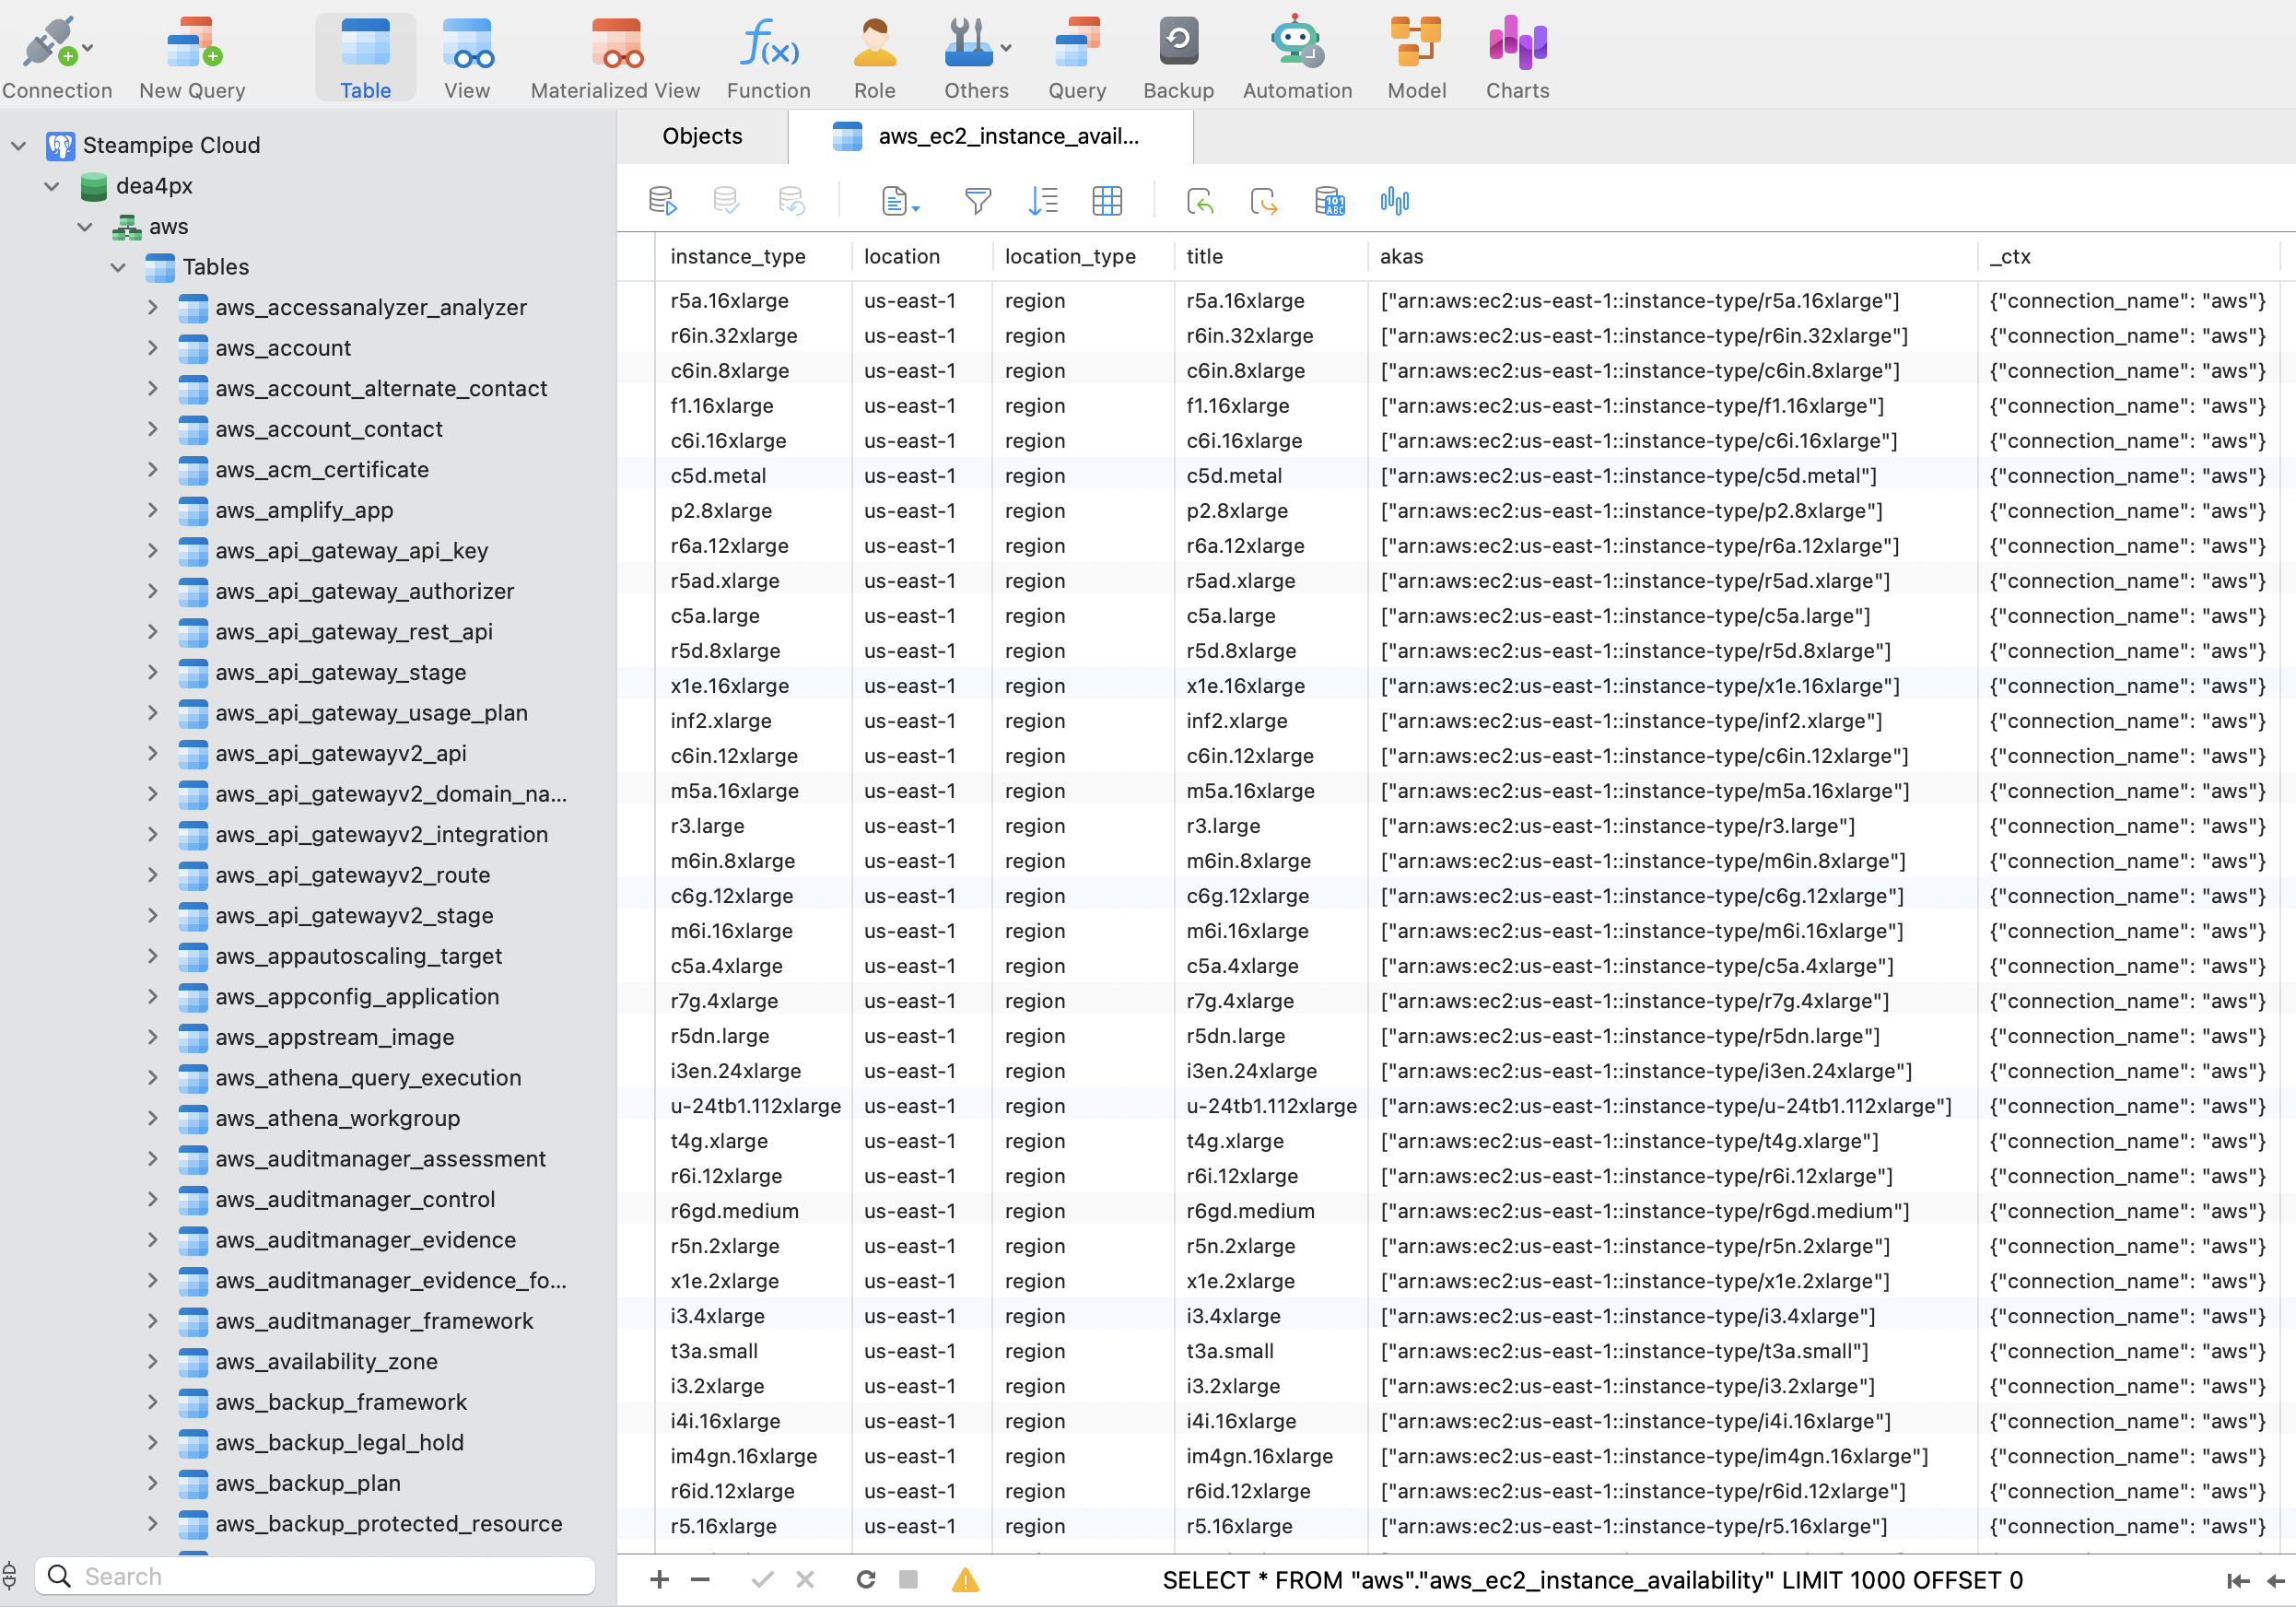 Connection New Query Table View Materialized View Function Role Others Query Backup Automation Model Charts
Steampipe Cloud
dea4px
aws
Tables
aws_accessanalyzer_analyzer
aws_account
aws_account_alternate_contact
aws_account_contact
aws_acm_certificate
aws_amplify_app
aws_api_gateway_api_key
aws_api_gateway_authorizer
aws_api_gateway_rest_api
aws_api_gateway_stage
aws_api_gateway_usage_plan
aws_api_gatewayv2_api
aws_api_gatewayv2_domain_na...
aws_api_gatewayv2_integration
aws_api_gatewayv2_route
aws_api_gatewayv2_stage
aws_appautoscaling_target
aws_appconfig_application
aws_appstream_image
aws_athena_query_execution
aws_athena_workgroup
aws_auditmanager_assessment
aws_auditmanager_control
aws_auditmanager_evidence
aws_auditmanager_evidence_fo...
aws_auditmanager_framework
aws_availability_zone
aws_backup_framework
aws_backup_legal_hold
aws_backup_plan
aws_backup_protected_resource
Search
Objects aws_ec2_instance_avail...
instance_type location location_type title akas _ctx
r5a.16xlarge us-east-1 region r5a.16xlarge ["arn:aws:ec2:us-east-1::instance-type/r5a.16xlarge"] {"connection_name": "aws"}
r6in.32xlarge us-east-1 region r6in.32xlarge ["arn:aws:ec2:us-east-1::instance-type/r6in.32xlarge"] {"connection_name": "aws"}
c6in.8xlarge us-east-1 region c6in.8xlarge ["arn:aws:ec2:us-east-1::instance-type/c6in.8xlarge"] {"connection_name": "aws"}
f1.16xlarge us-east-1 region f1.16xlarge ["arn:aws:ec2:us-east-1::instance-type/f1.16xlarge"] {"connection_name": "aws"}
c6i.16xlarge us-east-1 region c6i.16xlarge ["arn:aws:ec2:us-east-1::instance-type/c6i.16xlarge"] {"connection_name": "aws"}
c5d.metal us-east-1 region c5d.metal ["arn:aws:ec2:us-east-1::instance-type/c5d.metal"] {"connection_name": "aws"}
p2.8xlarge us-east-1 region p2.8xlarge ["arn:aws:ec2:us-east-1::instance-type/p2.8xlarge"] {"connection_name": "aws"}
r6a.12xlarge us-east-1 region r6a.12xlarge ["arn:aws:ec2:us-east-1::instance-type/r6a.12xlarge"] {"connection_name": "aws"}
r5ad.xlarge us-east-1 region r5ad.xlarge ["arn:aws:ec2:us-east-1::instance-type/r5ad.xlarge"] {"connection_name": "aws"}
c5a.large us-east-1 region c5a.large ["arn:aws:ec2:us-east-1::instance-type/c5a.large"] {"connection_name": "aws"}
r5d.8xlarge us-east-1 region r5d.8xlarge ["arn:aws:ec2:us-east-1::instance-type/r5d.8xlarge"] {"connection_name": "aws"}
x1e.16xlarge us-east-1 region x1e.16xlarge ["arn:aws:ec2:us-east-1::instance-type/x1e.16xlarge"] {"connection_name": "aws"}
inf2.xlarge us-east-1 region inf2.xlarge ["arn:aws:ec2:us-east-1::instance-type/inf2.xlarge"] {"connection_name": "aws"}
c6in.12xlarge us-east-1 region c6in.12xlarge ["arn:aws:ec2:us-east-1::instance-type/c6in.12xlarge"] {"connection_name": "aws"}
m5a.16xlarge us-east-1 region m5a.16xlarge ["arn:aws:ec2:us-east-1::instance-type/m5a.16xlarge"] {"connection_name": "aws"}
r3.large us-east-1 region r3.large ["arn:aws:ec2:us-east-1::instance-type/r3.large"] {"connection_name": "aws"}
m6in.8xlarge us-east-1 region m6in.8xlarge ["arn:aws:ec2:us-east-1::instance-type/m6in.8xlarge"] {"connection_name": "aws"}
c6g.12xlarge us-east-1 region c6g.12xlarge ["arn:aws:ec2:us-east-1::instance-type/c6g.12xlarge"] {"connection_name": "aws"}
m6i.16xlarge us-east-1 region m6i.16xlarge ["arn:aws:ec2:us-east-1::instance-type/m6i.16xlarge"] {"connection_name": "aws"}
c5a.4xlarge us-east-1 region c5a.4xlarge ["arn:aws:ec2:us-east-1::instance-type/c5a.4xlarge"] {"connection_name": "aws"}
r7g.4xlarge us-east-1 region r7g.4xlarge ["arn:aws:ec2:us-east-1::instance-type/r7g.4xlarge"] {"connection_name": "aws"}
r5dn.large us-east-1 region r5dn.large ["arn:aws:ec2:us-east-1::instance-type/r5dn.large"] {"connection_name": "aws"}
i3en.24xlarge us-east-1 region i3en.24xlarge ["arn:aws:ec2:us-east-1::instance-type/i3en.24xlarge"] {"connection_name": "aws"}
u-24tb1.112xlarge us-east-1 region u-24tb1.112xlarge ["arn:aws:ec2:us-east-1::instance-type/u-24tb1.112xlarge"] {"connection_name": "aws"}
t4g.xlarge us-east-1 region t4g.xlarge ["arn:aws:ec2:us-east-1::instance-type/t4g.xlarge"] {"connection_name": "aws"}
r6i.12xlarge us-east-1 region r6i.12xlarge ["arn:aws:ec2:us-east-1::instance-type/r6i.12xlarge"] {"connection_name": "aws"}
r6gd.medium us-east-1 region r6gd.medium ["arn:aws:ec2:us-east-1::instance-type/r6gd.medium"] {"connection_name": "aws"}
r5n.2xlarge us-east-1 region r5n.2xlarge ["arn:aws:ec2:us-east-1::instance-type/r5n.2xlarge"] {"connection_name": "aws"}
x1e.2xlarge us-east-1 region x1e.2xlarge ["arn:aws:ec2:us-east-1::instance-type/x1e.2xlarge"] {"connection_name": "aws"}
i3.4xlarge us-east-1 region i3.4xlarge ["arn:aws:ec2:us-east-1::instance-type/i3.4xlarge"] {"connection_name": "aws"}
t3a.small us-east-1 region t3a.small ["arn:aws:ec2:us-east-1::instance-type/t3a.small"] {"connection_name": "aws"}
i3.2xlarge us-east-1 region i3.2xlarge ["arn:aws:ec2:us-east-1::instance-type/i3.2xlarge"] {"connection_name": "aws"}
i4i.16xlarge us-east-1 region i4i.16xlarge ["arn:aws:ec2:us-east-1::instance-type/i4i.16xlarge"] {"connection_name": "aws"}
im4gn.16xlarge us-east-1 region im4gn.16xlarge ["arn:aws:ec2:us-east-1::instance-type/im4gn.16xlarge"] {"connection_name": "aws"}
r6id.12xlarge us-east-1 region r6id.12xlarge ["arn:aws:ec2:us-east-1::instance-type/r6id.12xlarge"] {"connection_name": "aws"}
r5.16xlarge us-east-1 region r5.16xlarge ["arn:aws:ec2:us-east-1::instance-type/r5.16xlarge"] {"connection_name": "aws"}
SELECT * FROM "aws"."aws_ec2_instance_availability" LIMIT 1000 OFFSET 0